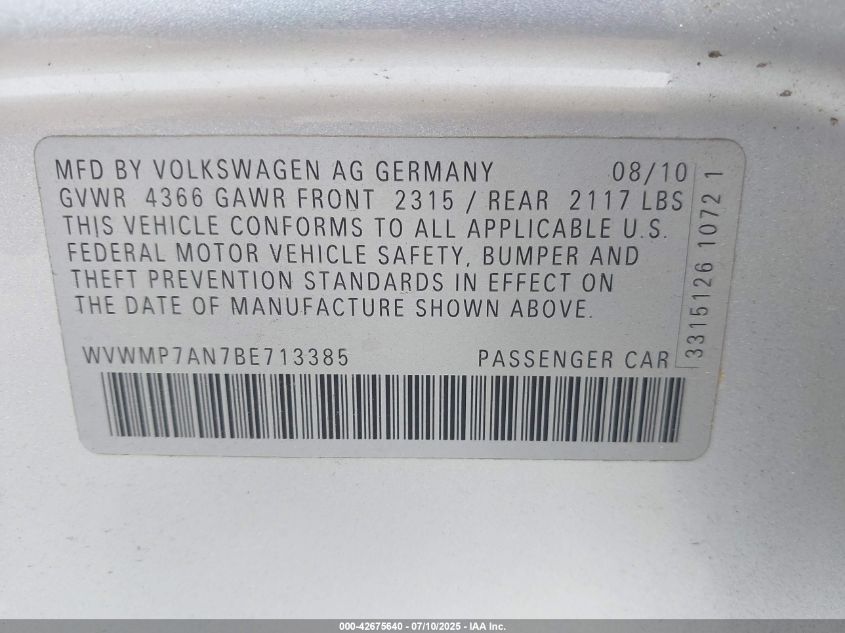 MFD BY VOLKSWAGEN AG GERMANY 08/10
GVWR 4366 GAWR FRONT 2315 / REAR 2117 LBS
THIS VEHICLE CONFORMS TO ALL APPLICABLE U.S.
FEDERAL MOTOR VEHICLE SAFETY, BUMPER AND
THEFT PREVENTION STANDARDS IN EFFECT ON
THE DATE OF MANUFACTURE SHOWN ABOVE.
WVWMP7AN7BE713385 PASSENGER CAR
3315126 1072 1
000-42675640 - 07/10/2025 - IAA Inc.